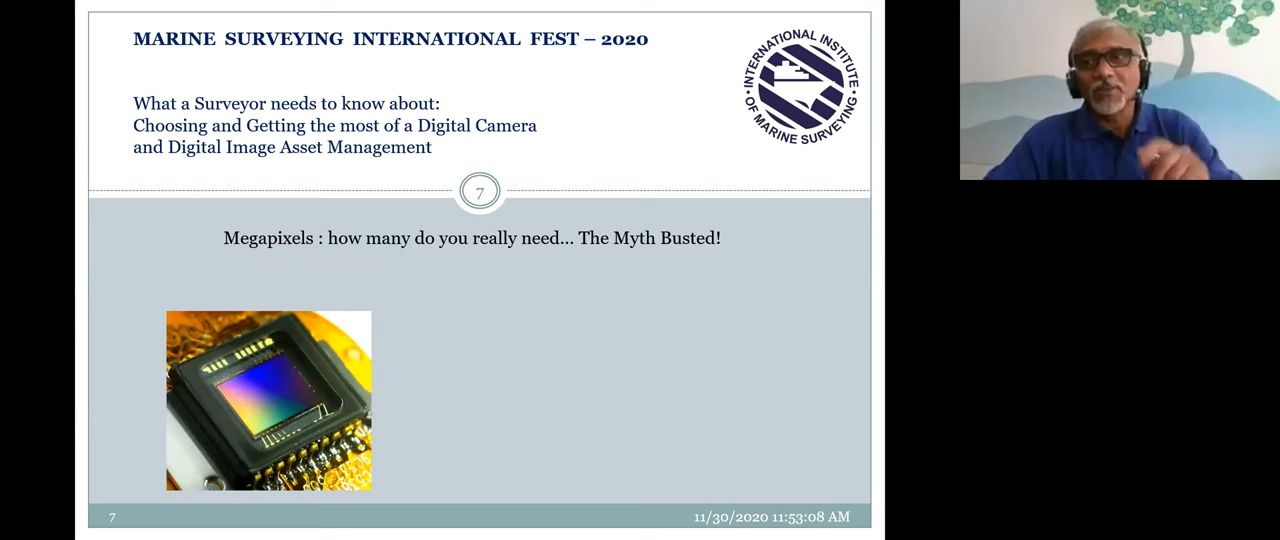 MARINE SURVEYING INTERNATIONAL FEST – 2020
INTERNATIONAL INSTITUTE
• OF MARINE SURVEYING •
What a Surveyor needs to know about:
Choosing and Getting the most of a Digital Camera
and Digital Image Asset Management
7
Megapixels : how many do you really need... The Myth Busted!
7
11/30/2020 11:53:08 AM